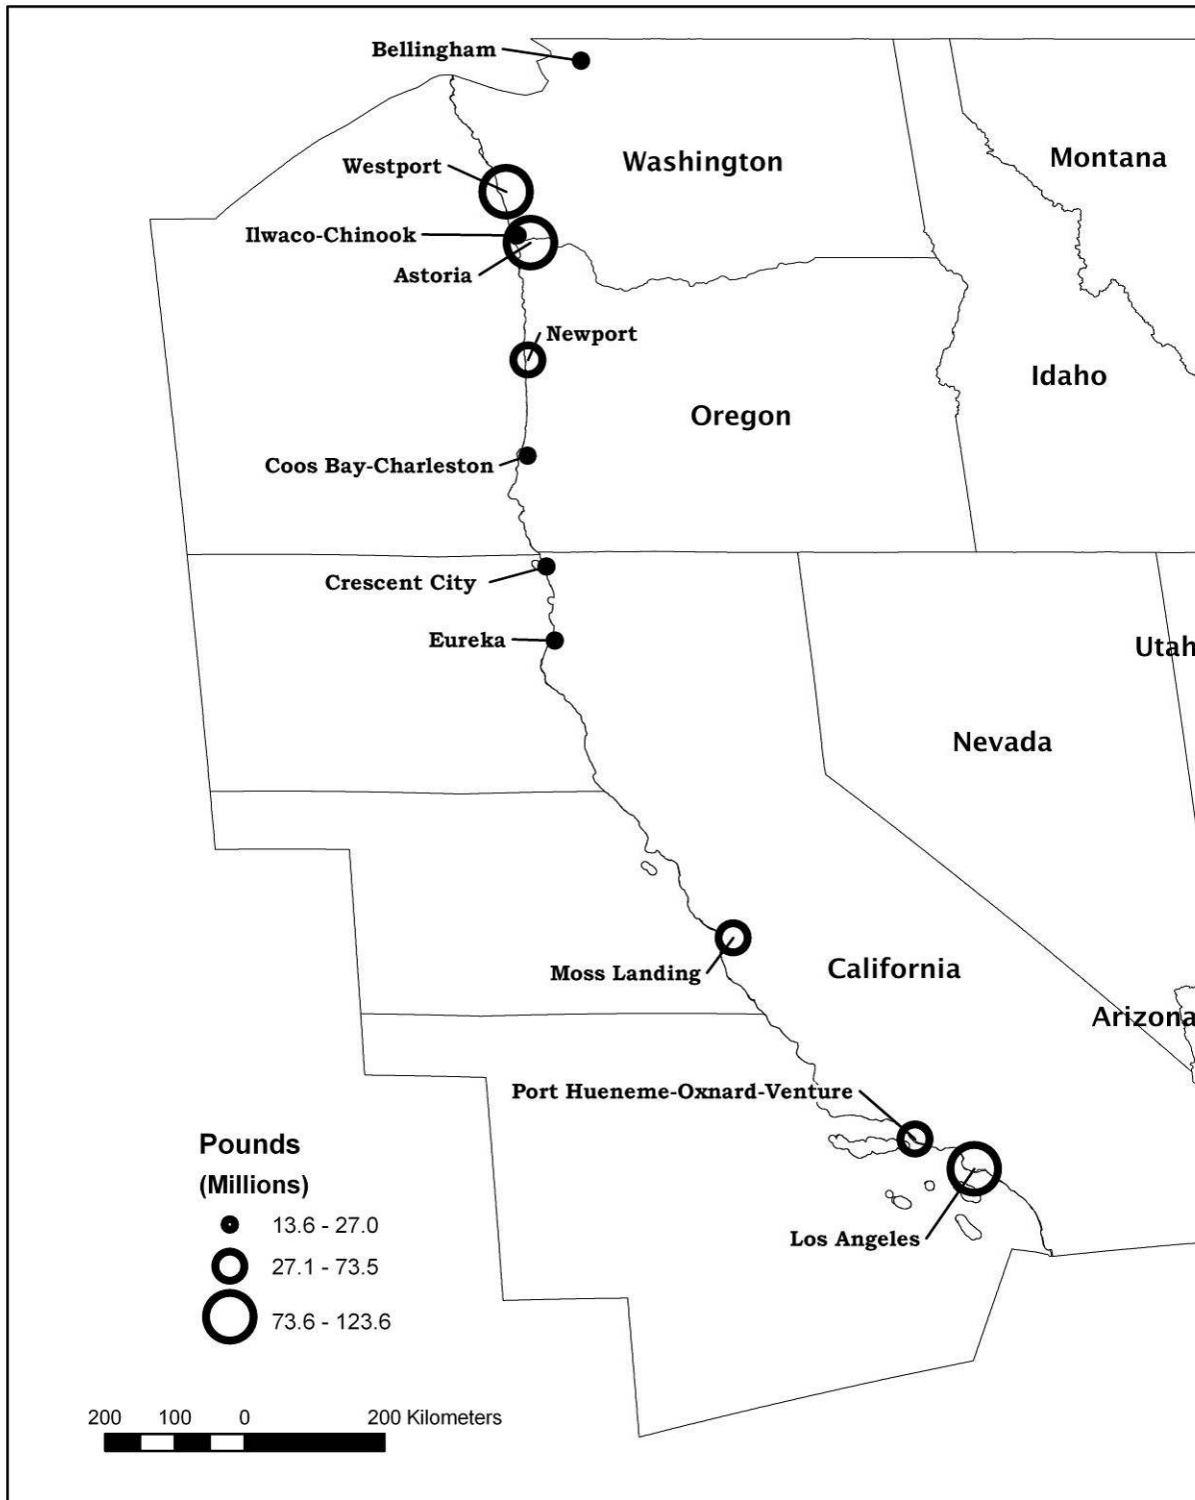 Bellingham
Westport
Washington
Montana
Ilwaco-Chinook
Astoria
Newport
Idaho
Oregon
Coos Bay-Charleston
Crescent City
Eureka
Utah
Nevada
Moss Landing
California
Arizona
Port Hueneme-Oxnard-Venture
Los Angeles
Pounds
(Millions)
13.6 - 27.0
27.1 - 73.5
73.6 - 123.6
200 100 0 200 Kilometers